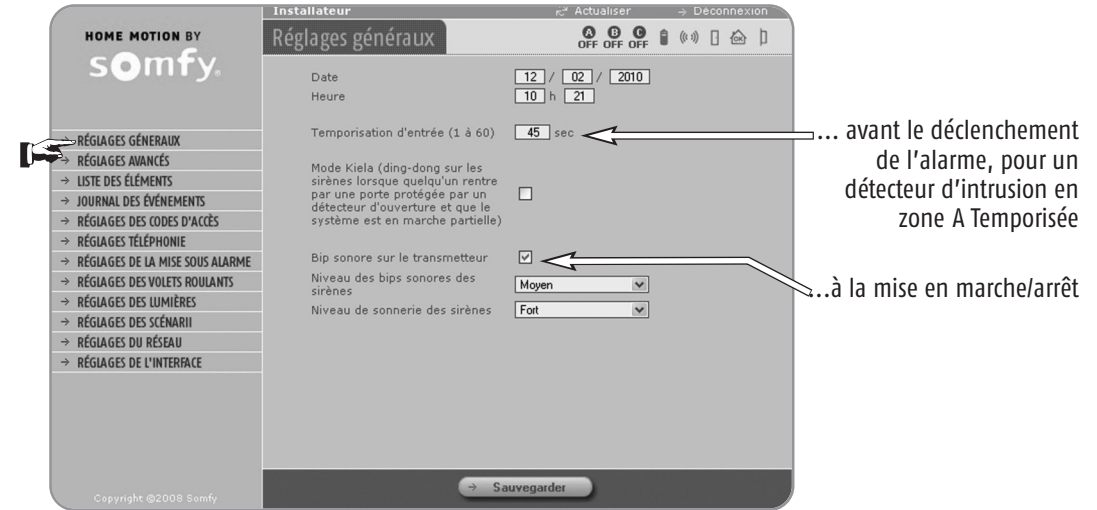 Installateur
Actualiser
Déconnexion
HOME MOTION BY
somfy.
Réglages généraux
A B C
OFF OFF OFF
OK
→ RÉGLAGES GÉNERAUX
→ RÉGLAGES AVANCÉS
→ LISTE DES ÉLÉMENTS
→ JOURNAL DES ÉVÉNEMENTS
→ RÉGLAGES DES CODES D'ACCÈS
→ RÉGLAGES TÉLÉPHONIE
→ RÉGLAGES DE LA MISE SOUS ALARME
→ RÉGLAGES DES VOLETS ROULANTS
→ RÉGLAGES DES LUMIÈRES
→ RÉGLAGES DES SCÉNARII
→ RÉGLAGES DU RÉSEAU
→ RÉGLAGES DE L'INTERFACE
Copyright ©2008 Somfy
Date 12 / 02 / 2010
Heure 10 h 21
Temporisation d'entrée (1 à 60) 45 sec
Mode Kiela (ding-dong sur les
sirènes lorsque quelqu'un rentre
par une porte protégée par un
détecteur d'ouverture et que le
système est en marche partielle)
Bip sonore sur le transmetteur
Niveau des bips sonores des
sirènes
Moyen
Niveau de sonnerie des sirènes Fort
→ Sauvegarder
... avant le déclenchement
de l'alarme, pour un
détecteur d'intrusion en
zone A Temporisée
...à la mise en marche/arrêt